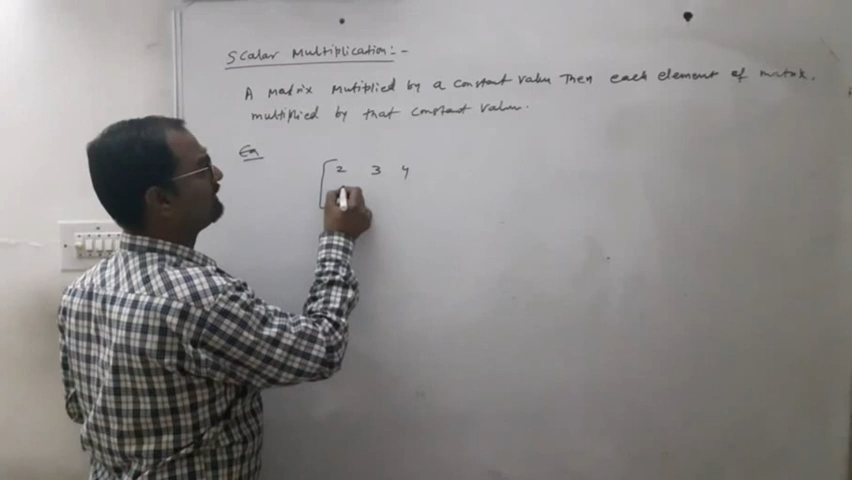 Scalar Multiplication:-
A Matrix Mutiplied by a constant value Then each element of matrix.
multiplied by that constant value.
Eg
2 3 4